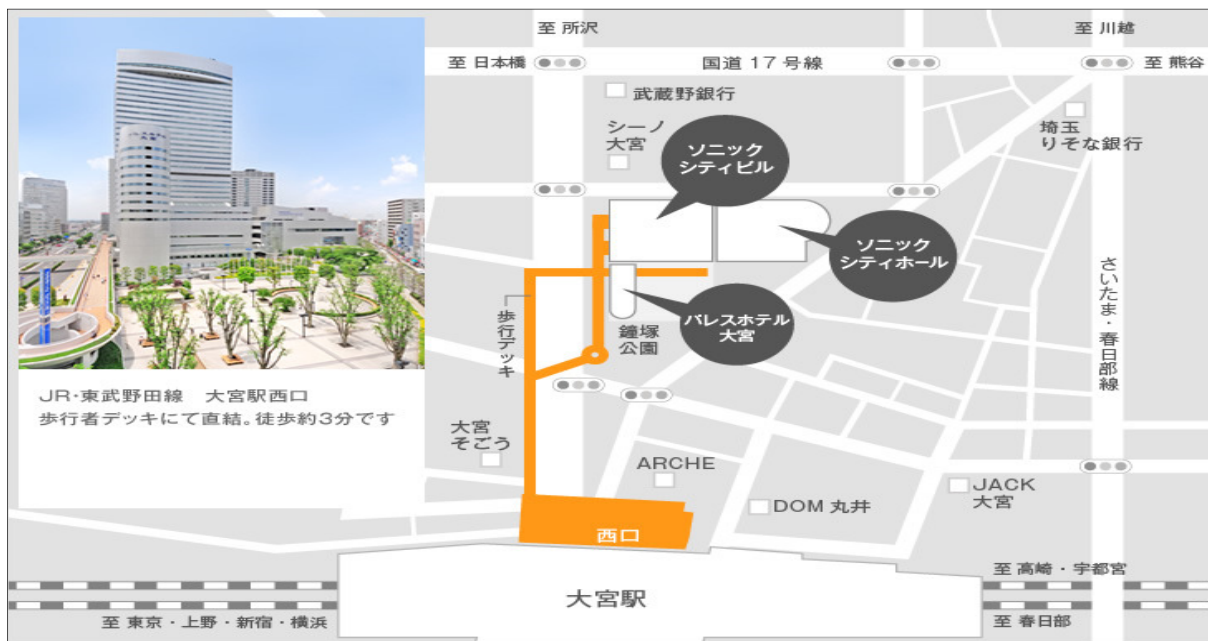 至 所沢
至 川越
至 日本橋
国道 17 号線
至 熊谷
武蔵野銀行
シーノ
大宮
ソニック
シティビル
埼玉
りそな銀行
ソニック
シティホール
さいたま・春日部線
パレスホテル
大宮
歩行デッキ
鐘塚
公園
JR・東武野田線　大宮駅西口
歩行者デッキにて直結。徒歩約3分です
大宮
そごう
ARCHE
JACK
大宮
DOM 丸井
西口
至 高崎・宇都宮
大宮駅
至 東京・上野・新宿・横浜
至 春日部